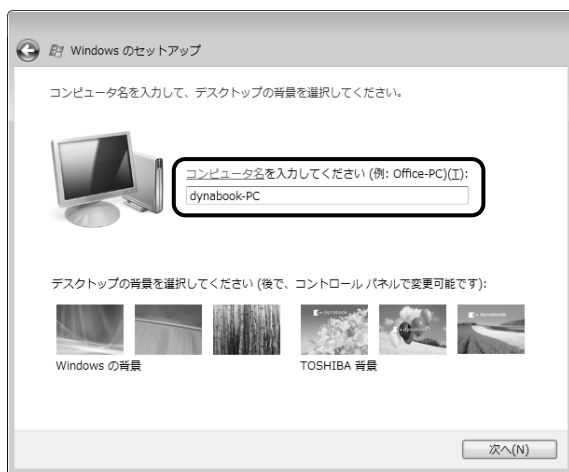 Windows のセットアップ
コンピュータ名を入力して、デスクトップの背景を選択してください。
コンピュータ名を入力してください (例: Office-PC)(T):
dynabook-PC
デスクトップの背景を選択してください (後で、コントロール パネルで変更可能です):
dynabook
dynabook
dynabook
Windows の背景
TOSHIBA 背景
次へ(N)